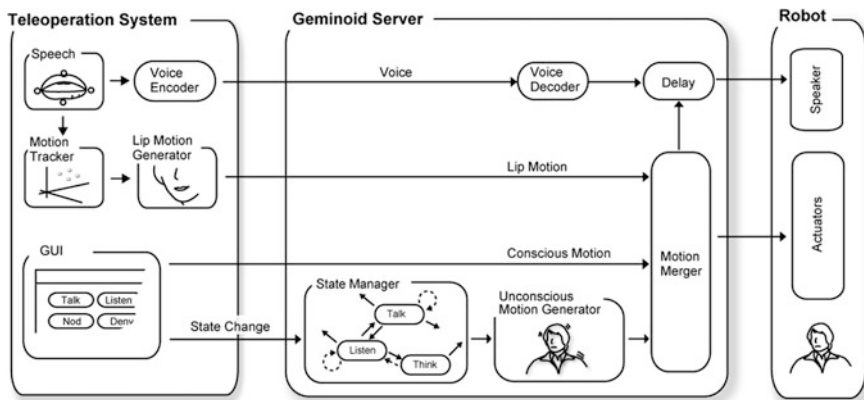 Teleoperation System
Geminoid Server
Robot
Speech
Voice
Encoder
Voice
Voice
Decoder
Delay
Speaker
Motion
Tracker
Lip Motion
Generator
Lip Motion
Actuators
GUI
Talk
Listen
Nod
Deny
Conscious Motion
Motion
Merger
State Change
State Manager
Talk
Listen
Think
Unconscious
Motion Generator